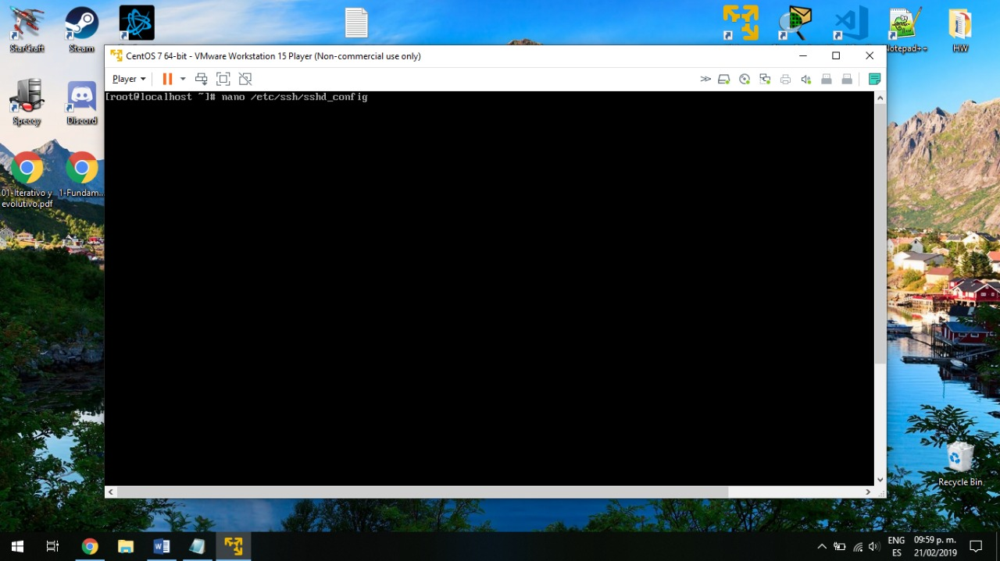 StarCraft
Steam
Notepad++
HW
CentOS 7 64-bit - VMware Workstation 15 Player (Non-commercial use only)
Player
[root@localhost ~]# nano /etc/ssh/sshd_config
Speccy
Discord
01-Iterativo y evolutivo.pdf
1-Fundam...
Recycle Bin
ENG
ES
09:59 p. m.
21/02/2019